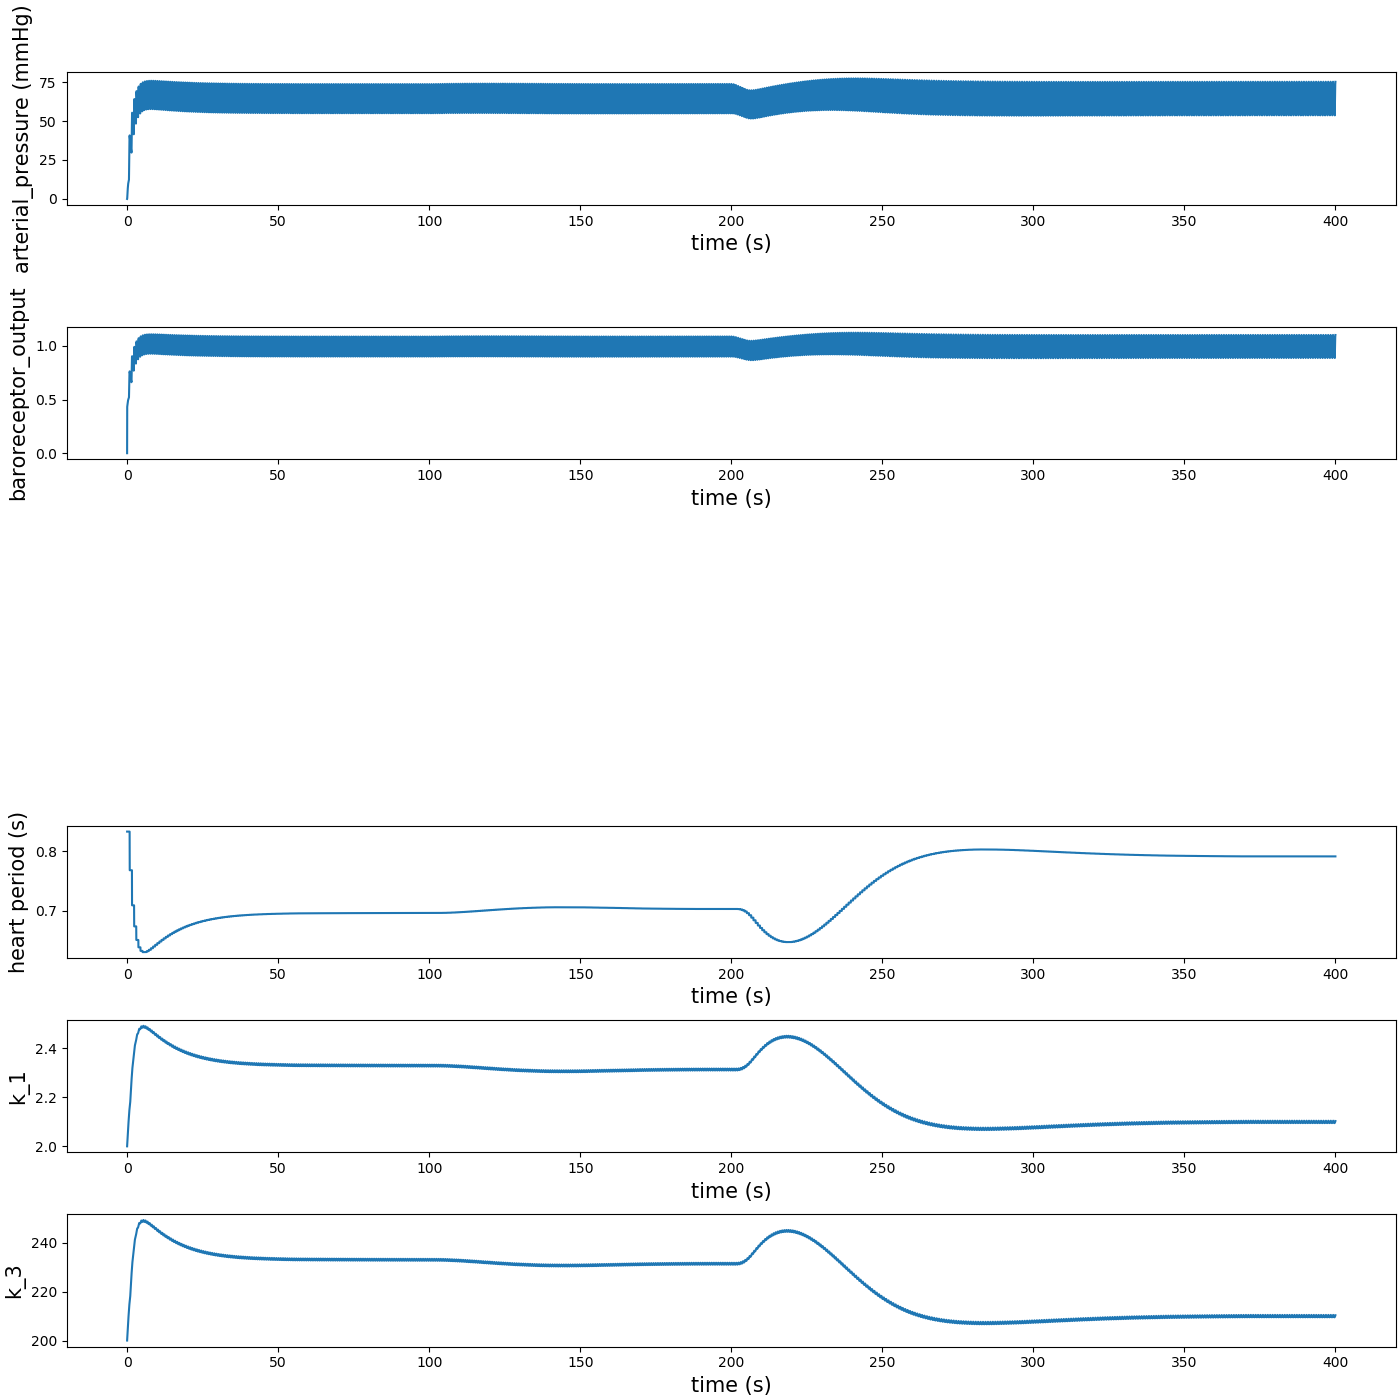 arterial_pressure (mmHg)
75
50
25
0
0 50 100 150 200 250 300 350 400
time (s)
baroreceptor_output
1.0
0.5
0.0
0 50 100 150 200 250 300 350 400
time (s)
heart period (s)
0.8
0.7
0 50 100 150 200 250 300 350 400
time (s)
k_1
2.4
2.2
2.0
0 50 100 150 200 250 300 350 400
time (s)
k_3
240
220
200
0 50 100 150 200 250 300 350 400
time (s)